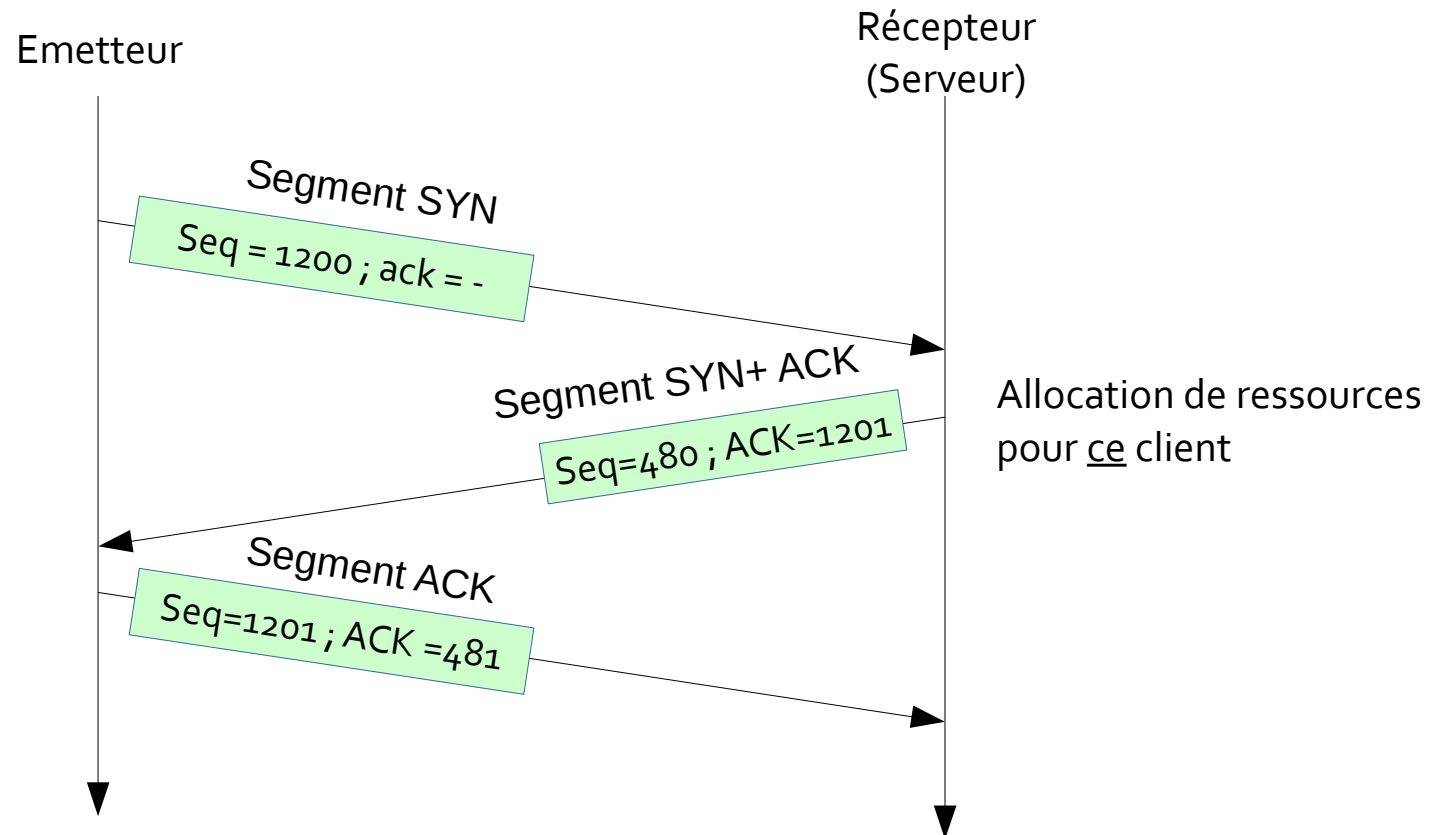 Emetteur
Récepteur
(Serveur)
Segment SYN
Seq = 1200 ; ack = -
Segment SYN+ ACK
Seq=480 ; ACK=1201
Allocation de ressources
pour ce client
Segment ACK
Seq=1201 ; ACK =481